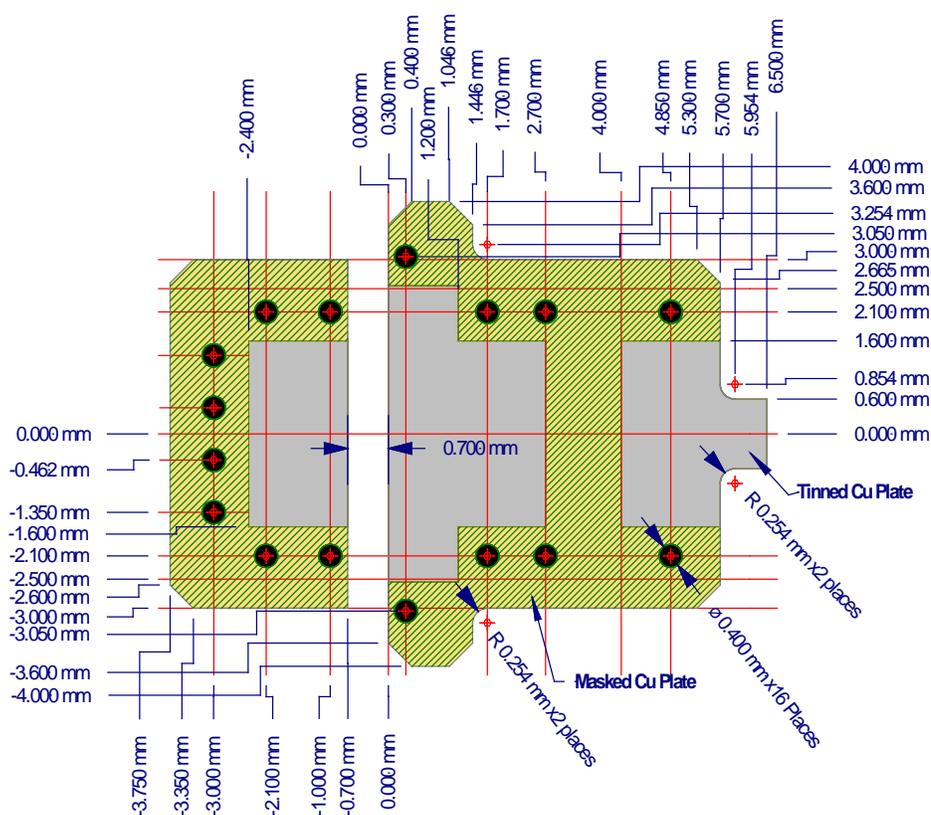 -2.400 mm
0.000 mm
0.300 mm
0.400 mm
1.200 mm
1.046 mm
1.446 mm
1.700 mm
2.700 mm
4.000 mm
4.850 mm
5.300 mm
5.700 mm
5.954 mm
6.500 mm
4.000 mm
3.600 mm
3.254 mm
3.050 mm
3.000 mm
2.665 mm
2.500 mm
2.100 mm
1.600 mm
0.854 mm
0.600 mm
0.000 mm
0.000 mm
-0.462 mm
-1.350 mm
-1.600 mm
-2.100 mm
-2.500 mm
-2.600 mm
-3.000 mm
-3.050 mm
-3.600 mm
-4.000 mm
0.700 mm
Tinned Cu Plate
R 0.254 mm x2 places
ø 0.400 mm x16 Places
Masked Cu Plate
R 0.254 mm x2 places
-3.750 mm
-3.350 mm
-3.000 mm
-2.100 mm
-1.000 mm
-0.700 mm
0.000 mm